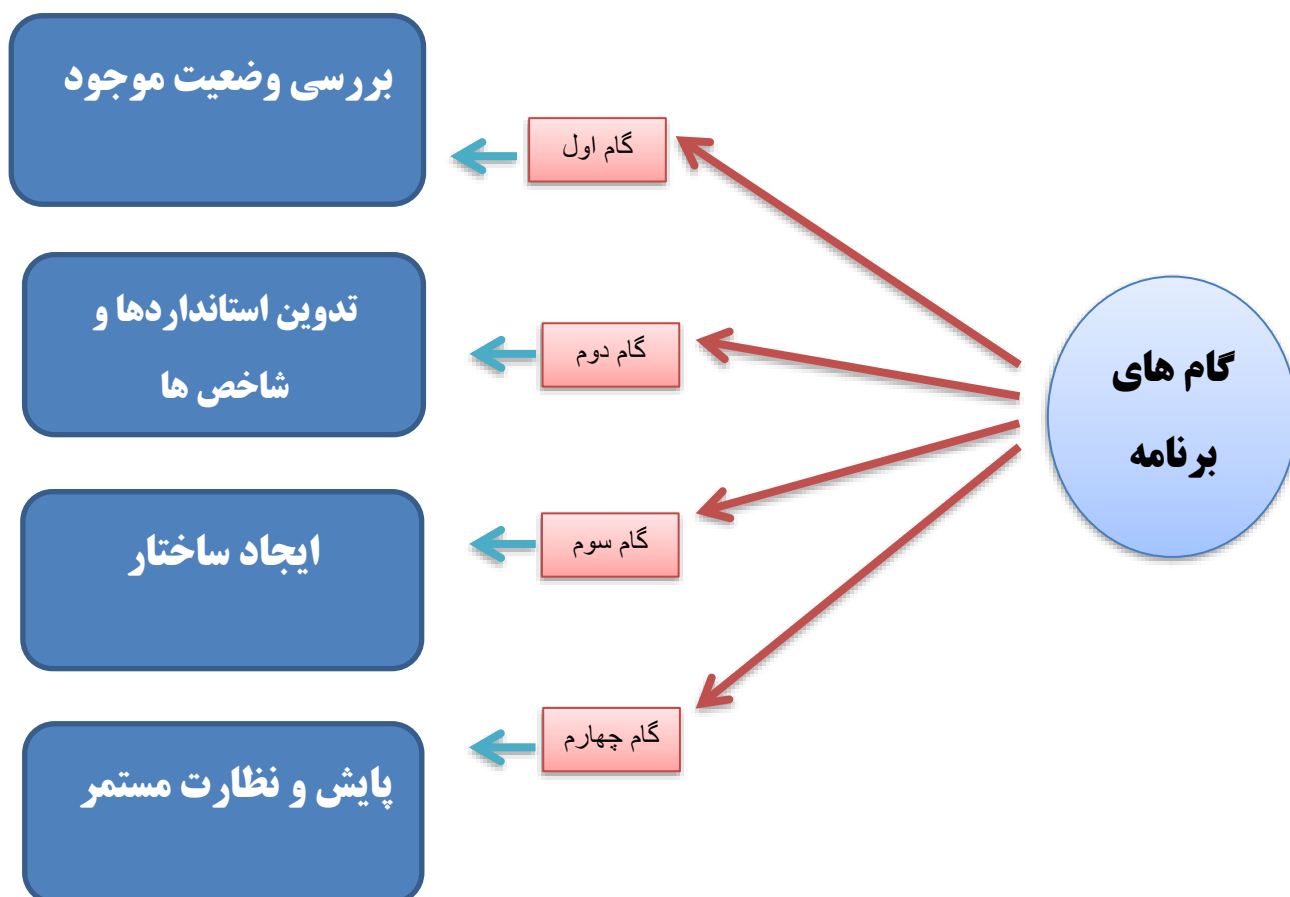 گام های
برنامه
گام اول
بررسی وضعیت موجود
گام دوم
تدوین استانداردها و
شاخص ها
گام سوم
ایجاد ساختار
گام چهارم
پایش و نظارت مستمر